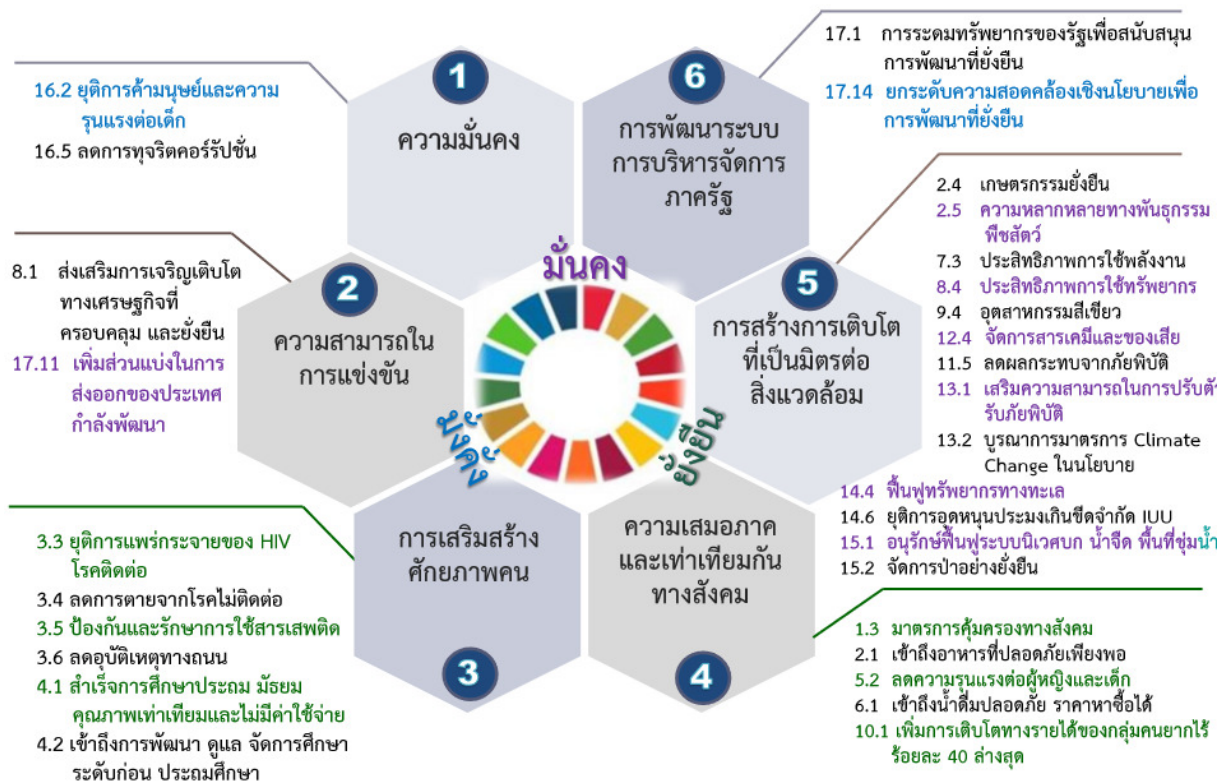 1
ความมั่นคง
16.2 ยุติการค้ามนุษย์และความ
รุนแรงต่อเด็ก
16.5 ลดการทุจริตคอร์รัปชั่น
2
ความสามารถใน
การแข่งขัน
8.1 ส่งเสริมการเจริญเติบโต
ทางเศรษฐกิจที่
ครอบคลุม และยั่งยืน
17.11 เพิ่มส่วนแบ่งในการ
ส่งออกของประเทศ
กำลังพัฒนา
การเสริมสร้าง
ศักยภาพคน
3
3.3 ยุติการแพร่กระจายของ HIV
โรคติดต่อ
3.4 ลดการตายจากโรคไม่ติดต่อ
3.5 ป้องกันและรักษาการใช้สารเสพติด
3.6 ลดอุบัติเหตุทางถนน
4.1 สำเร็จการศึกษาประถม มัธยม
คุณภาพเท่าเทียมและไม่มีค่าใช้จ่าย
4.2 เข้าถึงการพัฒนา ดูแล จัดการศึกษา
ระดับก่อน ประถมศึกษา
มั่นคง
มั่งคั่ง
ยั่งยืน
6
การพัฒนาระบบ
การบริหารจัดการ
ภาครัฐ
17.1 การระดมทรัพยากรของรัฐเพื่อสนับสนุน
การพัฒนาที่ยั่งยืน
17.14 ยกระดับความสอดคล้องเชิงนโยบายเพื่อ
การพัฒนาที่ยั่งยืน
5
การสร้างการเติบโต
ที่เป็นมิตรต่อ
สิ่งแวดล้อม
2.4 เกษตรกรรมยั่งยืน
2.5 ความหลากหลายทางพันธุกรรม
พืชสัตว์
7.3 ประสิทธิภาพการใช้พลังงาน
8.4 ประสิทธิภาพการใช้ทรัพยากร
9.4 อุตสาหกรรมสีเขียว
12.4 จัดการสารเคมีและของเสีย
11.5 ลดผลกระทบจากภัยพิบัติ
13.1 เสริมความสามารถในการปรับตัว
รับภัยพิบัติ
13.2 บูรณาการมาตรการ Climate
Change ในนโยบาย
14.4 ฟื้นฟูทรัพยากรทางทะเล
14.6 ยุติการอุดหนุนประมงเกินขีดจำกัด IUU
15.1 อนุรักษ์ฟื้นฟูระบบนิเวศบก น้ำจืด พื้นที่ชุ่มน้ำ
15.2 จัดการป่าอย่างยั่งยืน
ความเสมอภาค
และเท่าเทียมกัน
ทางสังคม
4
1.3 มาตรการคุ้มครองทางสังคม
2.1 เข้าถึงอาหารที่ปลอดภัยเพียงพอ
5.2 ลดความรุนแรงต่อผู้หญิงและเด็ก
6.1 เข้าถึงน้ำดื่มปลอดภัย ราคาหาซื้อได้
10.1 เพิ่มการเติบโตทางรายได้ของกลุ่มคนยากไร้
ร้อยละ 40 ล่างสุด